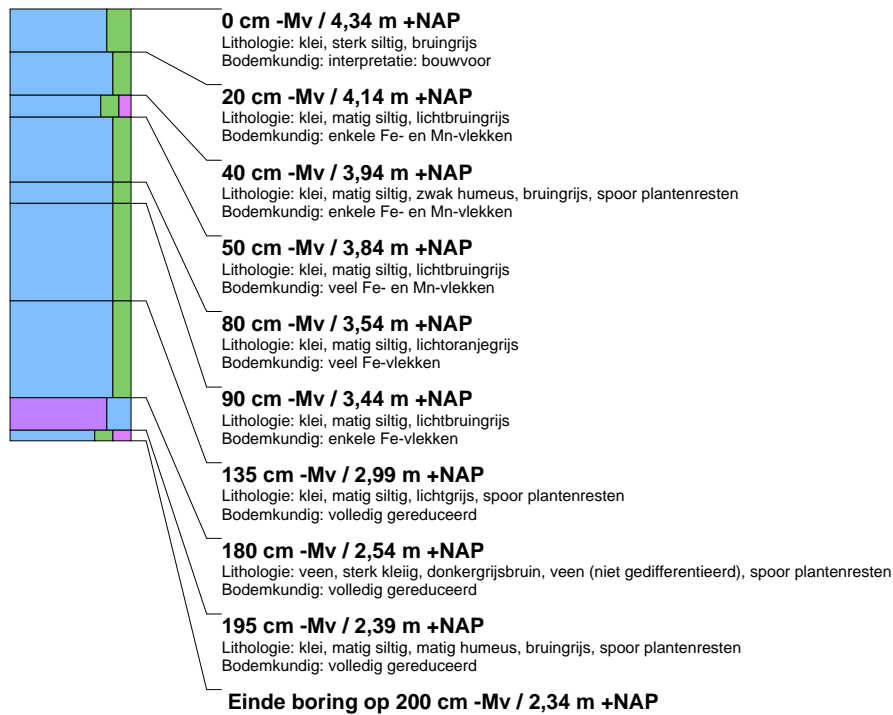 0 cm -Mv / 4,34 m +NAP
Lithologie: klei, sterk siltig, bruingrijs
Bodemkundig: interpretatie: bouwvoor
20 cm -Mv / 4,14 m +NAP
Lithologie: klei, matig siltig, lichtbruingrijs
Bodemkundig: enkele Fe- en Mn-vlekken
40 cm -Mv / 3,94 m +NAP
Lithologie: klei, matig siltig, zwak humeus, bruingrijs, spoor plantenresten
Bodemkundig: enkele Fe- en Mn-vlekken
50 cm -Mv / 3,84 m +NAP
Lithologie: klei, matig siltig, lichtbruingrijs
Bodemkundig: veel Fe- en Mn-vlekken
80 cm -Mv / 3,54 m +NAP
Lithologie: klei, matig siltig, lichtoranjegrijs
Bodemkundig: veel Fe-vlekken
90 cm -Mv / 3,44 m +NAP
Lithologie: klei, matig siltig, lichtbruingrijs
Bodemkundig: enkele Fe-vlekken
135 cm -Mv / 2,99 m +NAP
Lithologie: klei, matig siltig, lichtgrijs, spoor plantenresten
Bodemkundig: volledig gereduceerd
180 cm -Mv / 2,54 m +NAP
Lithologie: veen, sterk kleiig, donkergrijsbruin, veen (niet gedifferentieerd), spoor plantenresten
Bodemkundig: volledig gereduceerd
195 cm -Mv / 2,39 m +NAP
Lithologie: klei, matig siltig, matig humeus, bruingrijs, spoor plantenresten
Bodemkundig: volledig gereduceerd
Einde boring op 200 cm -Mv / 2,34 m +NAP